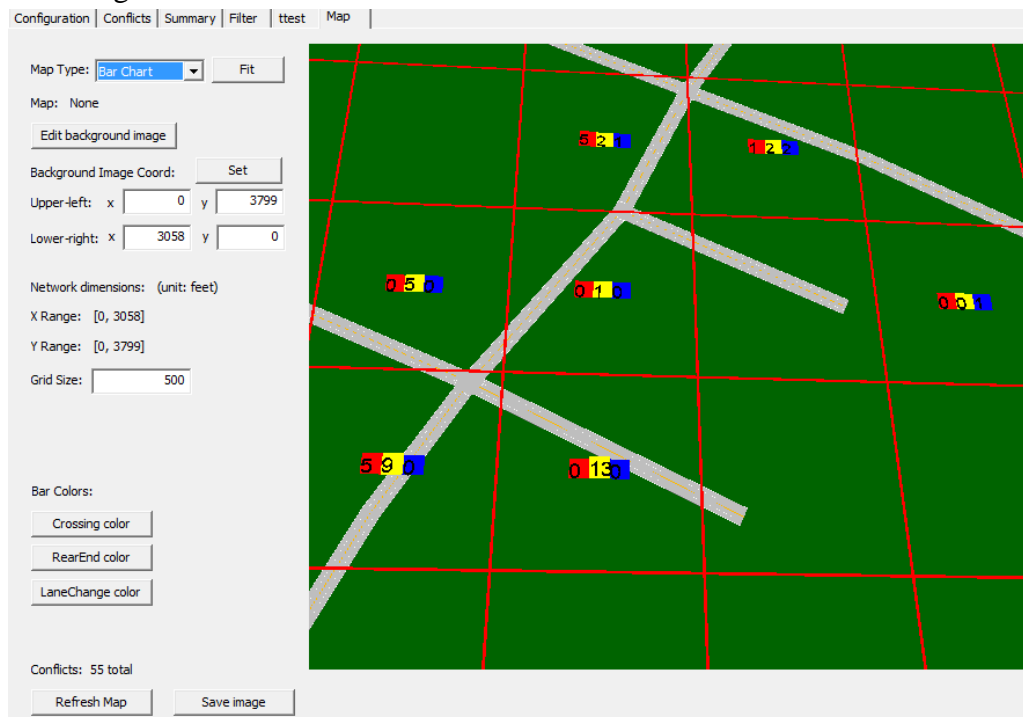 Configuration Conflicts Summary Filter ttest Map
Map Type: Bar Chart Fit
Map: None
Edit background image
Background Image Coord: Set
Upper-left: x 0 y 3799
Lower-right: x 3058 y 0
Network dimensions: (unit: feet)
X Range: [0, 3058]
Y Range: [0, 3799]
Grid Size: 500
Bar Colors:
Crossing color
RearEnd color
LaneChange color
Conflicts: 55 total
Refresh Map Save image
5 2 1
1 2 2
0 5 0
0 1 0
0 0 1
5 9 0
0 13 0